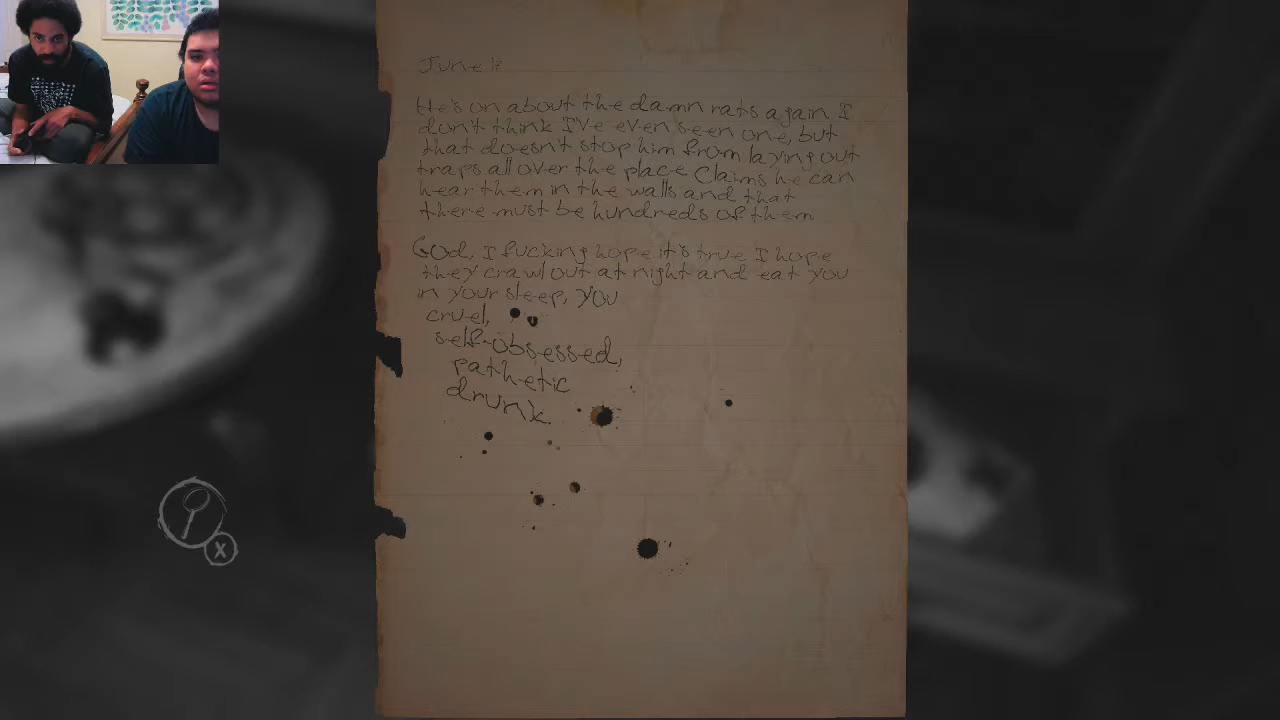 June
He's on about the damn rats again I
don't think I've even seen one, but
that doesn't stop him from laying out
traps all over the place Claims he can
hear them in the walls and that
there must be hundreds of them
God, I fucking hope it's true I hope
they crawl out at night and eat you
in your sleep, you
cruel,
self-obsessed,
pathetic
drunk.
X